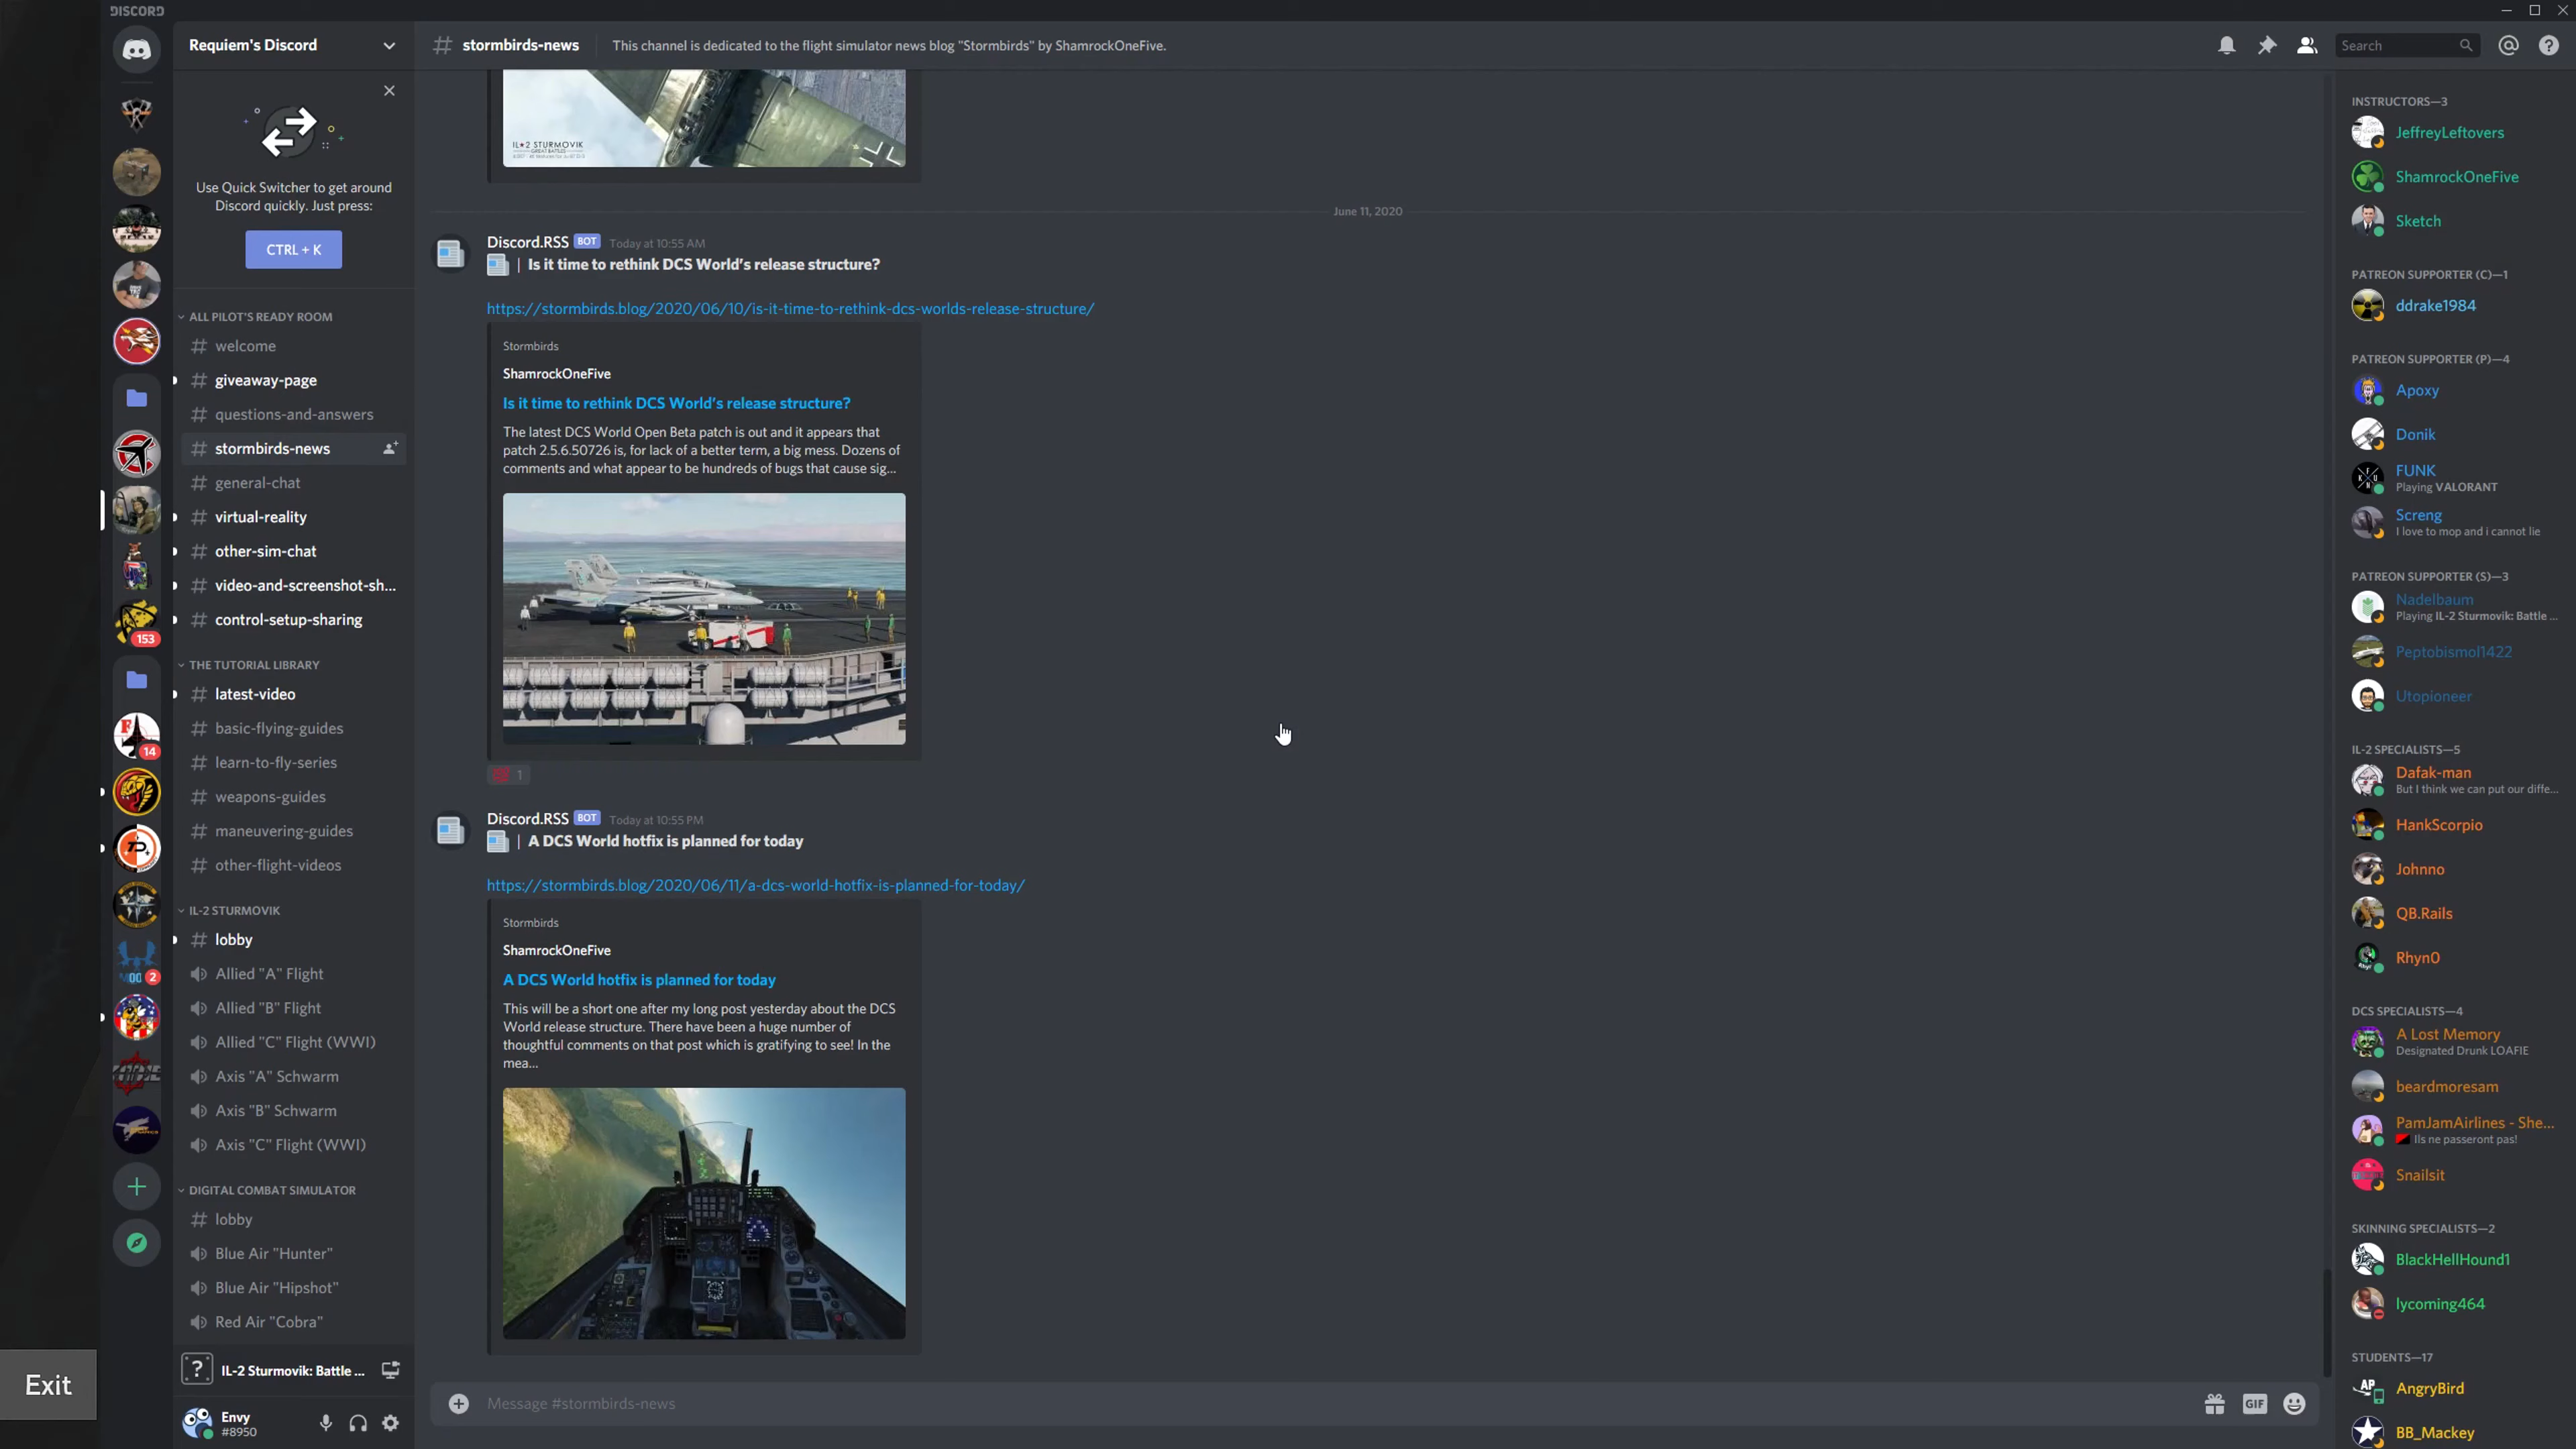 DISCORD
Requiem's Discord
# stormbirds-news
This channel is dedicated to the flight simulator news blog "Stormbirds" by ShamrockOneFive.
Search
Use Quick Switcher to get around
Discord quickly. Just press:
CTRL + K
ALL PILOT'S READY ROOM
# welcome
# giveaway-page
# questions-and-answers
# stormbirds-news
# general-chat
# virtual-reality
# other-sim-chat
# video-and-screenshot-sh...
# control-setup-sharing
THE TUTORIAL LIBRARY
# latest-video
# basic-flying-guides
# learn-to-fly-series
# weapons-guides
# maneuvering-guides
# other-flight-videos
IL-2 STURMOVIK
# lobby
Allied "A" Flight
Allied "B" Flight
Allied "C" Flight (WWI)
Axis "A" Schwarm
Axis "B" Schwarm
Axis "C" Flight (WWI)
DIGITAL COMBAT SIMULATOR
# lobby
Blue Air "Hunter"
Blue Air "Hipshot"
Red Air "Cobra"
IL-2 Sturmovik: Battle ...
Envy
#8950
Exit
153
14
2
IL★2 STURMOVIK
GREAT BATTLES
June 11, 2020
Discord.RSS BOT Today at 10:55 AM
| Is it time to rethink DCS World's release structure?
https://stormbirds.blog/2020/06/10/is-it-time-to-rethink-dcs-worlds-release-structure/
Stormbirds
ShamrockOneFive
Is it time to rethink DCS World's release structure?
The latest DCS World Open Beta patch is out and it appears that
patch 2.5.6.50726 is, for lack of a better term, a big mess. Dozens of
comments and what appear to be hundreds of bugs that cause sig...
1
Discord.RSS BOT Today at 10:55 PM
| A DCS World hotfix is planned for today
https://stormbirds.blog/2020/06/11/a-dcs-world-hotfix-is-planned-for-today/
Stormbirds
ShamrockOneFive
A DCS World hotfix is planned for today
This will be a short one after my long post yesterday about the DCS
World release structure. There have been a huge number of
thoughtful comments on that post which is gratifying to see! In the
mea...
Message #stormbirds-news
GIF
INSTRUCTORS—3
JeffreyLeftovers
ShamrockOneFive
Sketch
PATREON SUPPORTER (C)—1
ddrake1984
PATREON SUPPORTER (P)—4
Apoxy
Donik
FUNK
Playing VALORANT
Screng
I love to mop and i cannot lie
PATREON SUPPORTER (S)—3
Nadelbaum
Playing IL-2 Sturmovik: Battle ...
Peptobismol1422
Utopioneer
IL-2 SPECIALISTS—5
Dafak-man
But I think we can put our diffe...
HankScorpio
Johnno
QB.Rails
Rhyn0
DCS SPECIALISTS—4
A Lost Memory
Designated Drunk LOAFIE
beardmoresam
PamJamAirlines - She...
Ils ne passeront pas!
Snailsit
SKINNING SPECIALISTS—2
BlackHellHound1
lycoming464
STUDENTS—17
AngryBird
BB_Mackey